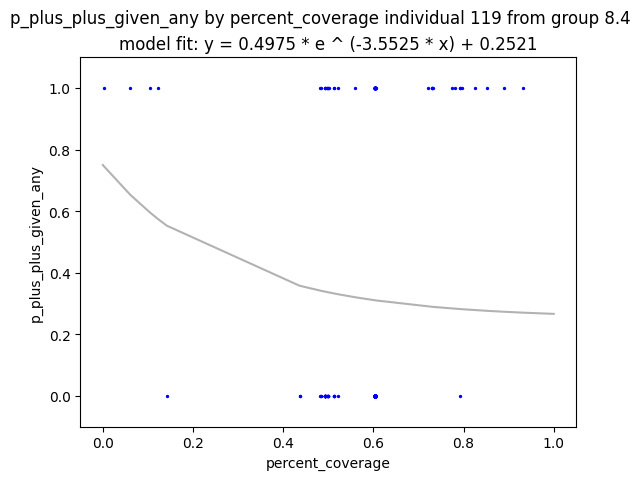 p_plus_plus_given_any by percent_coverage individual 119 from group 8.4
model fit: y = 0.4975 * e ^ (-3.5525 * x) + 0.2521
1.0
0.8
0.6
0.4
0.2
0.0
p_plus_plus_given_any
0.0 0.2 0.4 0.6 0.8 1.0
percent_coverage